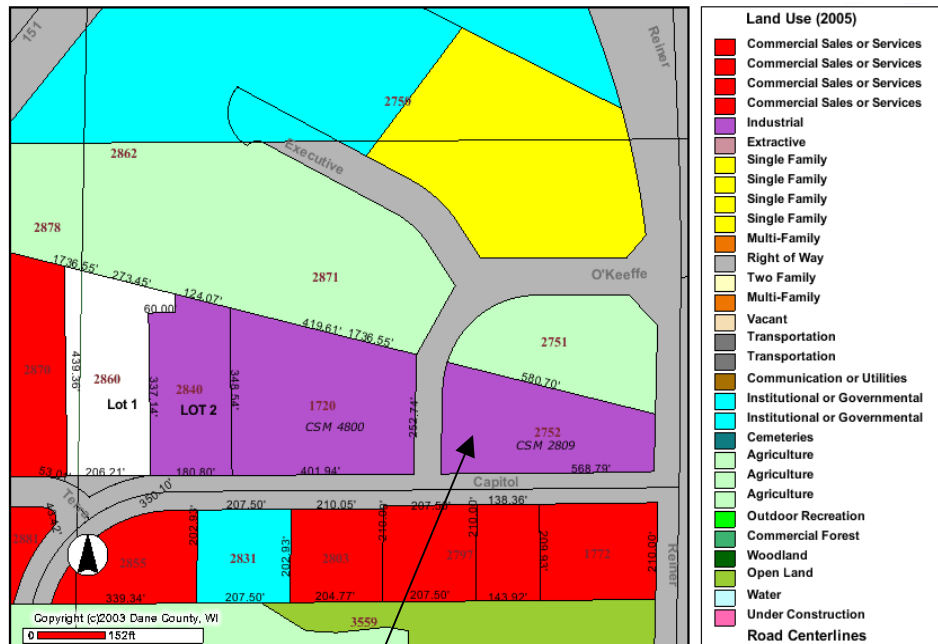 151
Reiner
2759
Executive
2862
2878
2871
O'Keeffe
1736.55'
273.45'
124.07'
60.00'
419.61'
1736.55'
2751
580.70'
2870
439.36'
2860
Lot 1
337.14'
2840
LOT 2
348.54'
1720
CSM 4800
252.74'
2752
CSM 2809
568.79'
53.01'
206.21'
180.80'
401.94'
Capitol
Terra
350.10'
207.50'
210.05'
207.50'
138.36'
43.42'
202.93'
202.93'
210.00'
210.00'
209.93'
210.00'
2881
2855
2831
2803
2797
1772
Reiner
339.34'
207.50'
204.77'
207.50'
143.92'
3559
Copyright (c)2003 Dane County, WI
0 152ft
Land Use (2005)
Commercial Sales or Services
Commercial Sales or Services
Commercial Sales or Services
Commercial Sales or Services
Industrial
Extractive
Single Family
Single Family
Single Family
Single Family
Multi-Family
Right of Way
Two Family
Multi-Family
Vacant
Transportation
Transportation
Communication or Utilities
Institutional or Governmental
Institutional or Governmental
Cemeteries
Agriculture
Agriculture
Agriculture
Outdoor Recreation
Commercial Forest
Woodland
Open Land
Water
Under Construction
Road Centerlines